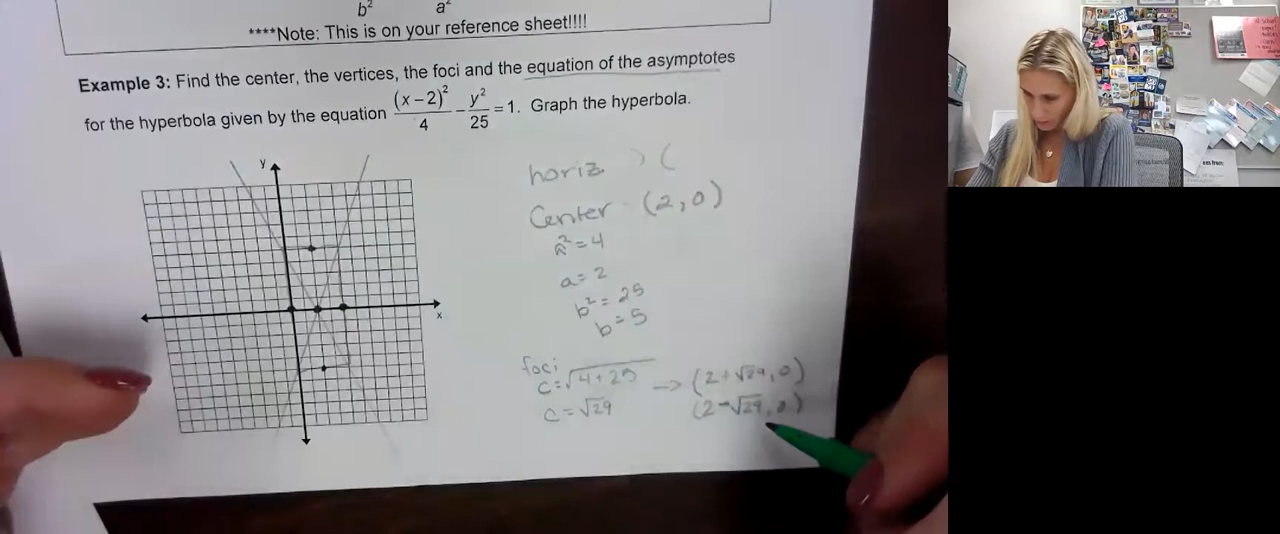 b² a²
****Note: This is on your reference sheet!!!!
Example 3: Find the center, the vertices, the foci and the equation of the asymptotes
for the hyperbola given by the equation (x-2)²/4 - y²/25 = 1. Graph the hyperbola.
y
x
horiz. ) (
Center (2,0)
a²=4
a=2
b²=25
b=5
foci
c=√4+25 → (2+√29,0)
c=√29 (2-√29,0)